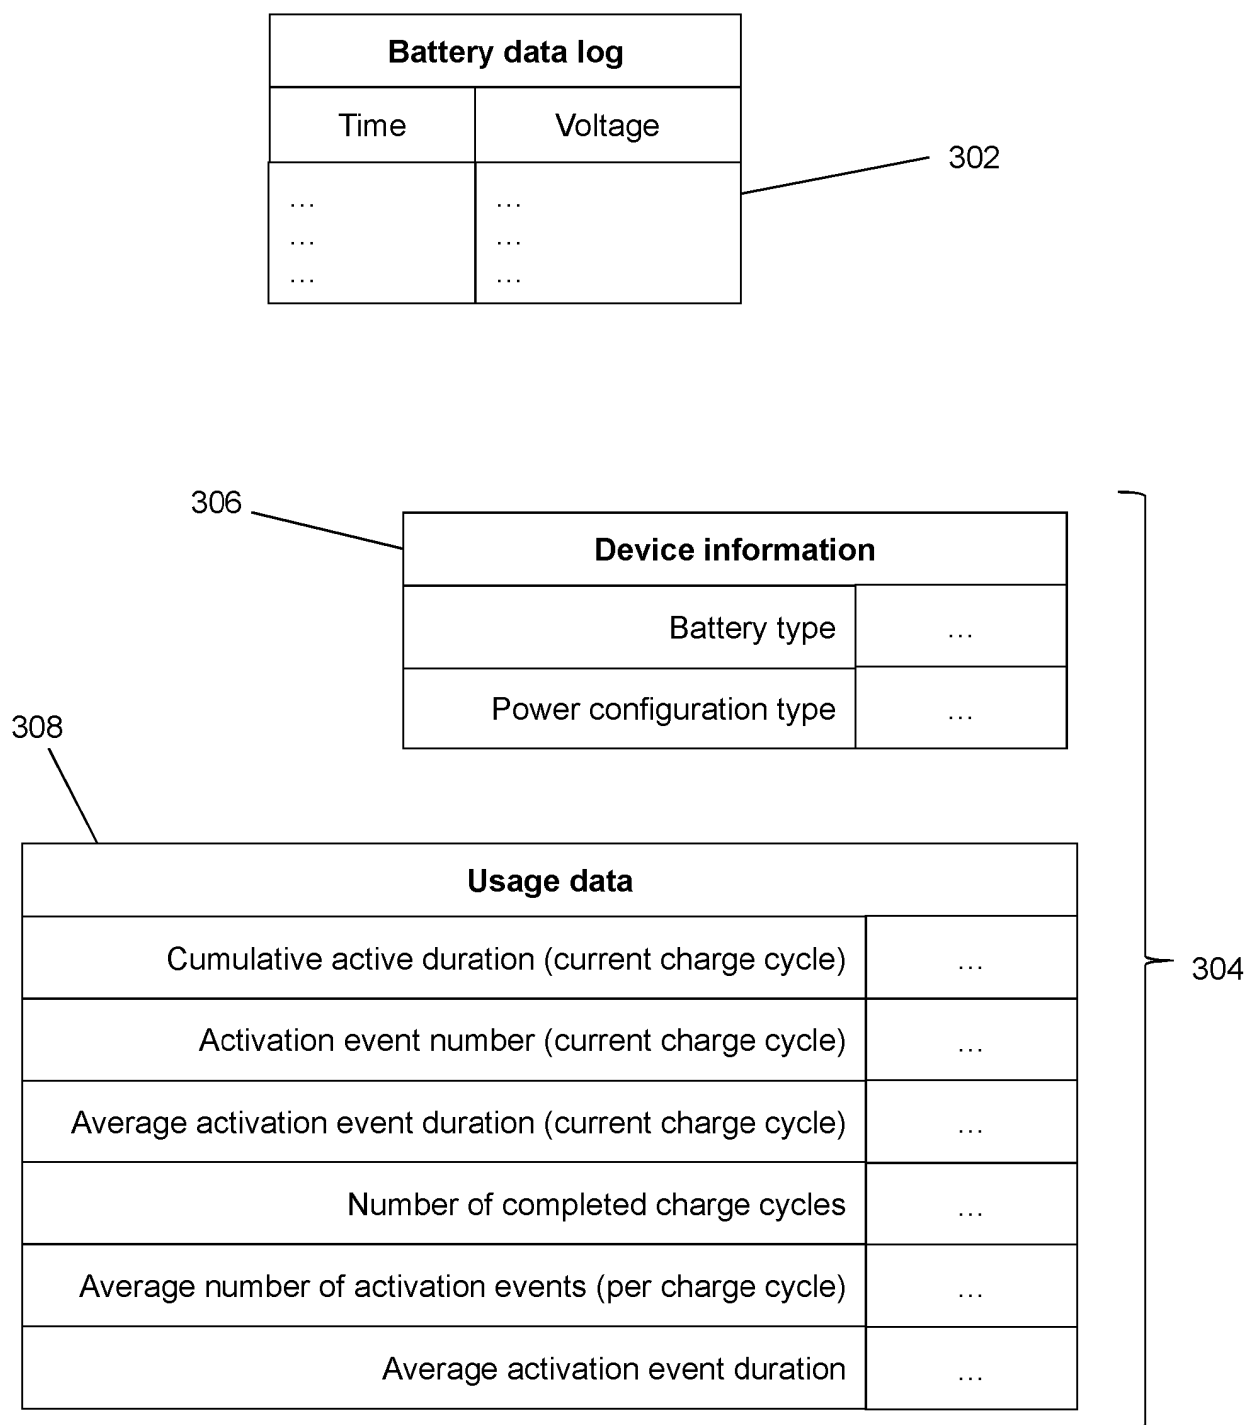 Battery data log
Time Voltage
302
... ...
... ...
... ...
306
Device information
Battery type ...
Power configuration type ...
308
Usage data
Cumulative active duration (current charge cycle) ...
304
Activation event number (current charge cycle) ...
Average activation event duration (current charge cycle) ...
Number of completed charge cycles ...
Average number of activation events (per charge cycle) ...
Average activation event duration ...